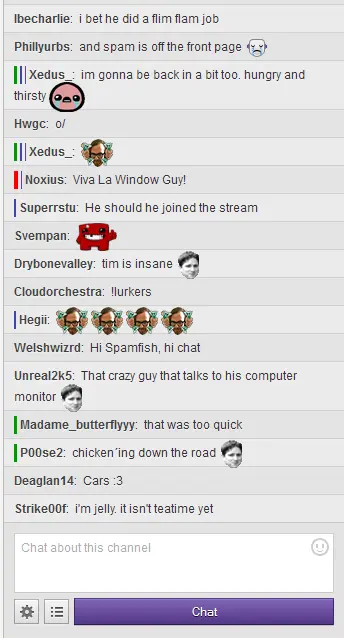 Ibecharlie: i bet he did a flim flam job
Phillyurbs: and spam is off the front page
Xedus_: im gonna be back in a bit too. hungry and
thirsty
Hwgc: o/
Xedus_:
Noxius: Viva La Window Guy!
Superrstu: He should he joined the stream
Svempan:
Drybonevalley: tim is insane
Cloudorchestra: !lurkers
Hegii:
Welshwizrd: Hi Spamfish, hi chat
Unreal2k5: That crazy guy that talks to his computer
monitor
Madame_butterflyyy: that was too quick
P00se2: chicken´ing down the road
Deaglan14: Cars :3
Strike00f: i'm jelly. it isn't teatime yet
Chat about this channel
Chat